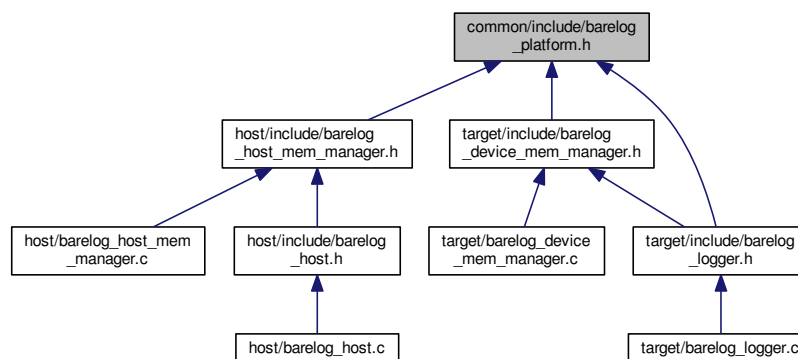 common/include/barelog
_platform.h
host/include/barelog
_host_mem_manager.h
target/include/barelog
_device_mem_manager.h
host/barelog_host_mem
_manager.c
host/include/barelog
_host.h
target/barelog_device
_mem_manager.c
target/include/barelog
_logger.h
host/barelog_host.c
target/barelog_logger.c